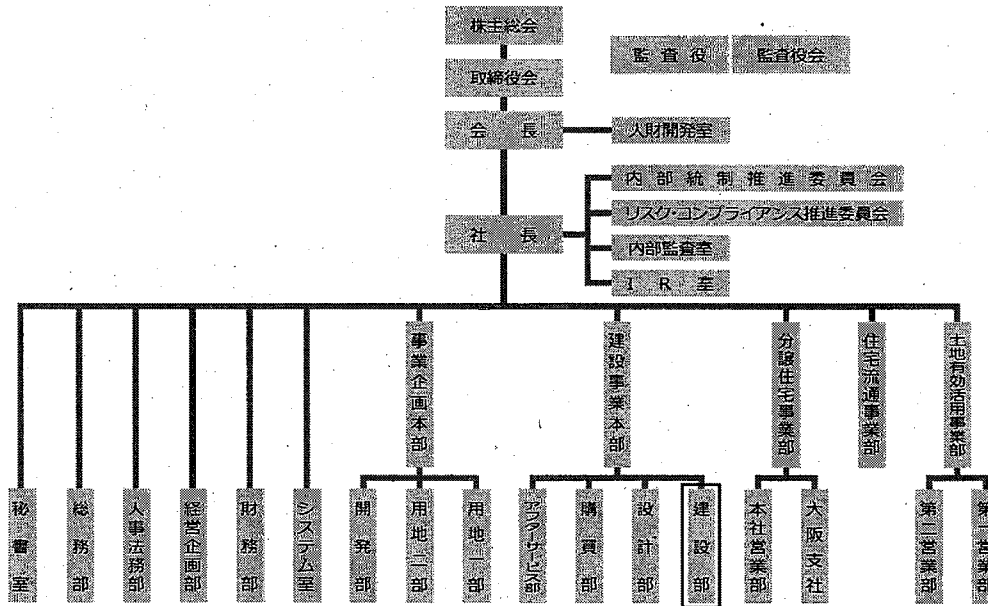 株主総会
監査役
監査役会
取締役会
会長
人財開発室
内部統制推進委員会
リスク・コンプライアンス推進委員会
社長
内部監査室
IR室
事業企画本部
建設事業本部
分譲住宅事業部
住宅流通事業部
土地有効活用事業部
秘書室
総務部
人事法務部
経営企画部
財務部
システム室
開発部
用地二部
用地一部
アフターサービス部
購買部
設計部
建設部
本社営業部
大阪支社
第二営業部
第一営業部